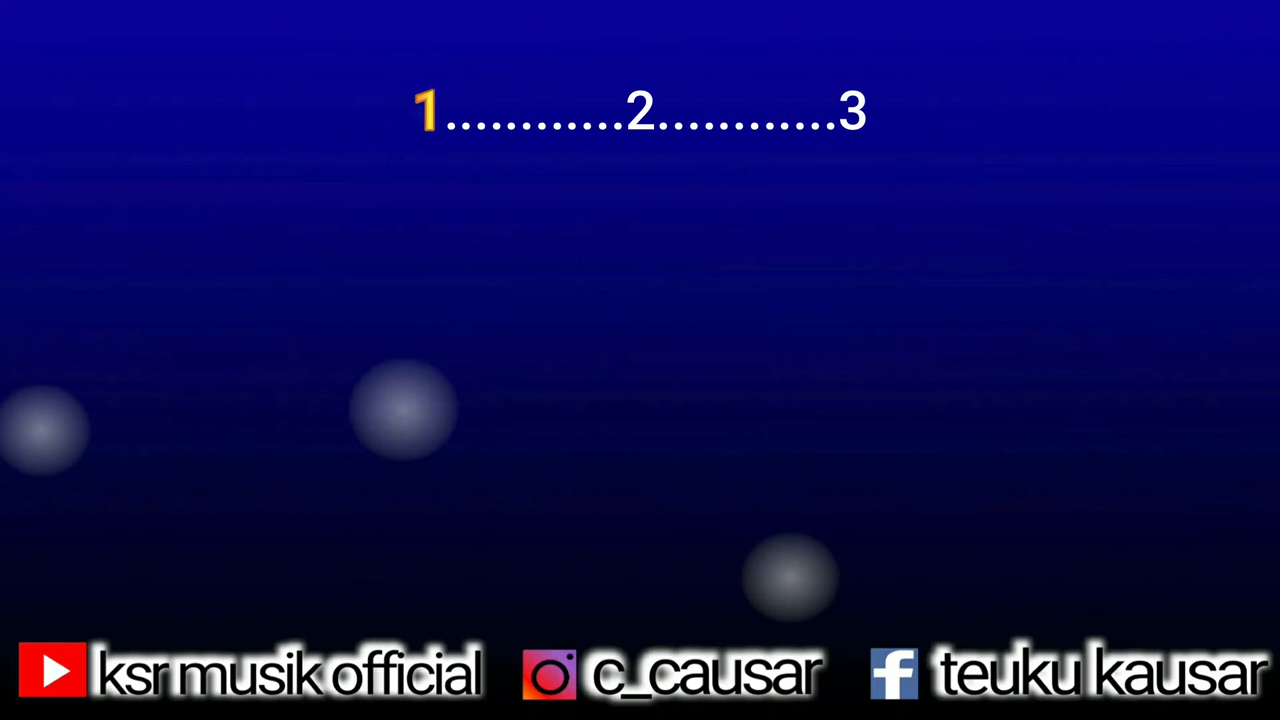 1............2............3
ksr musik official c_causar teuku kausar